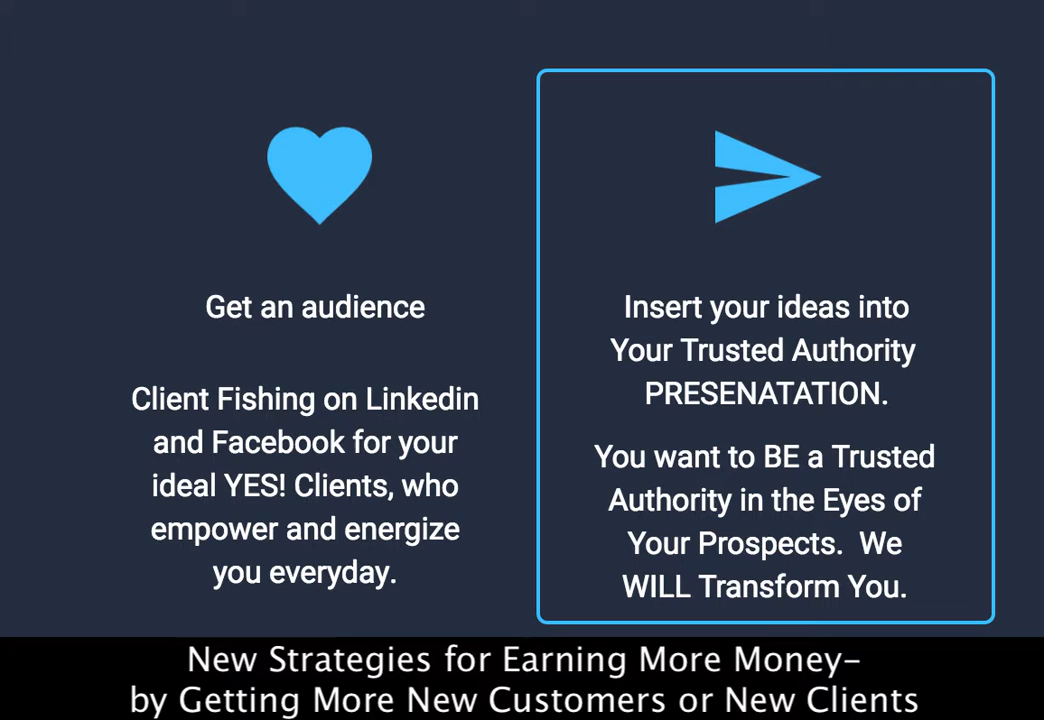 Get an audience
Client Fishing on Linkedin
and Facebook for your
ideal YES! Clients, who
empower and energize
you everyday.
Insert your ideas into
Your Trusted Authority
PRESENATATION.
You want to BE a Trusted
Authority in the Eyes of
Your Prospects.  We
WILL Transform You.
New Strategies for Earning More Money-
by Getting More New Customers or New Clients